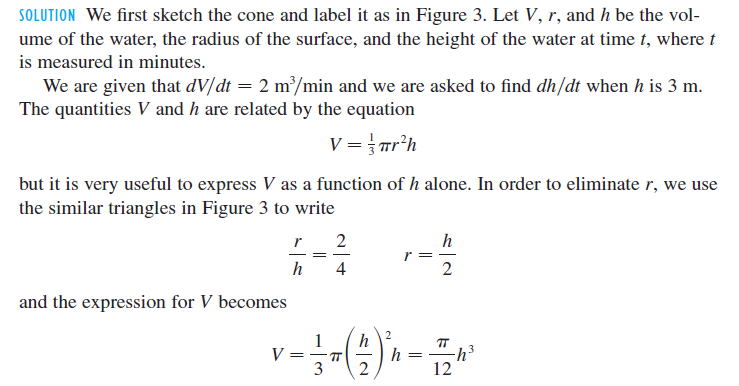 SOLUTION We first sketch the cone and label it as in Figure 3. Let V, r, and h be the vol-
ume of the water, the radius of the surface, and the height of the water at time t, where t
is measured in minutes.
We are given that dV/dt = 2 m³/min and we are asked to find dh/dt when h is 3 m.
The quantities V and h are related by the equation
V = ⅓ πr²h
but it is very useful to express V as a function of h alone. In order to eliminate r, we use
the similar triangles in Figure 3 to write
r/h = 2/4 r = h/2
and the expression for V becomes
V = 1/3 π(h/2)² h = π/12 h³